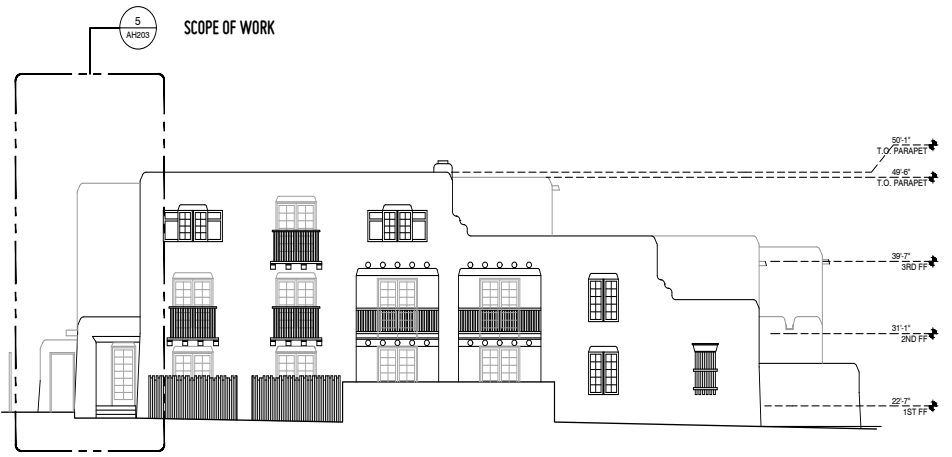 5
AH203
SCOPE OF WORK
50'-1"
T.O. PARAPET
49'-6"
T.O. PARAPET
39'-7"
3RD FF
31'-1"
2ND FF
22'-7"
1ST FF